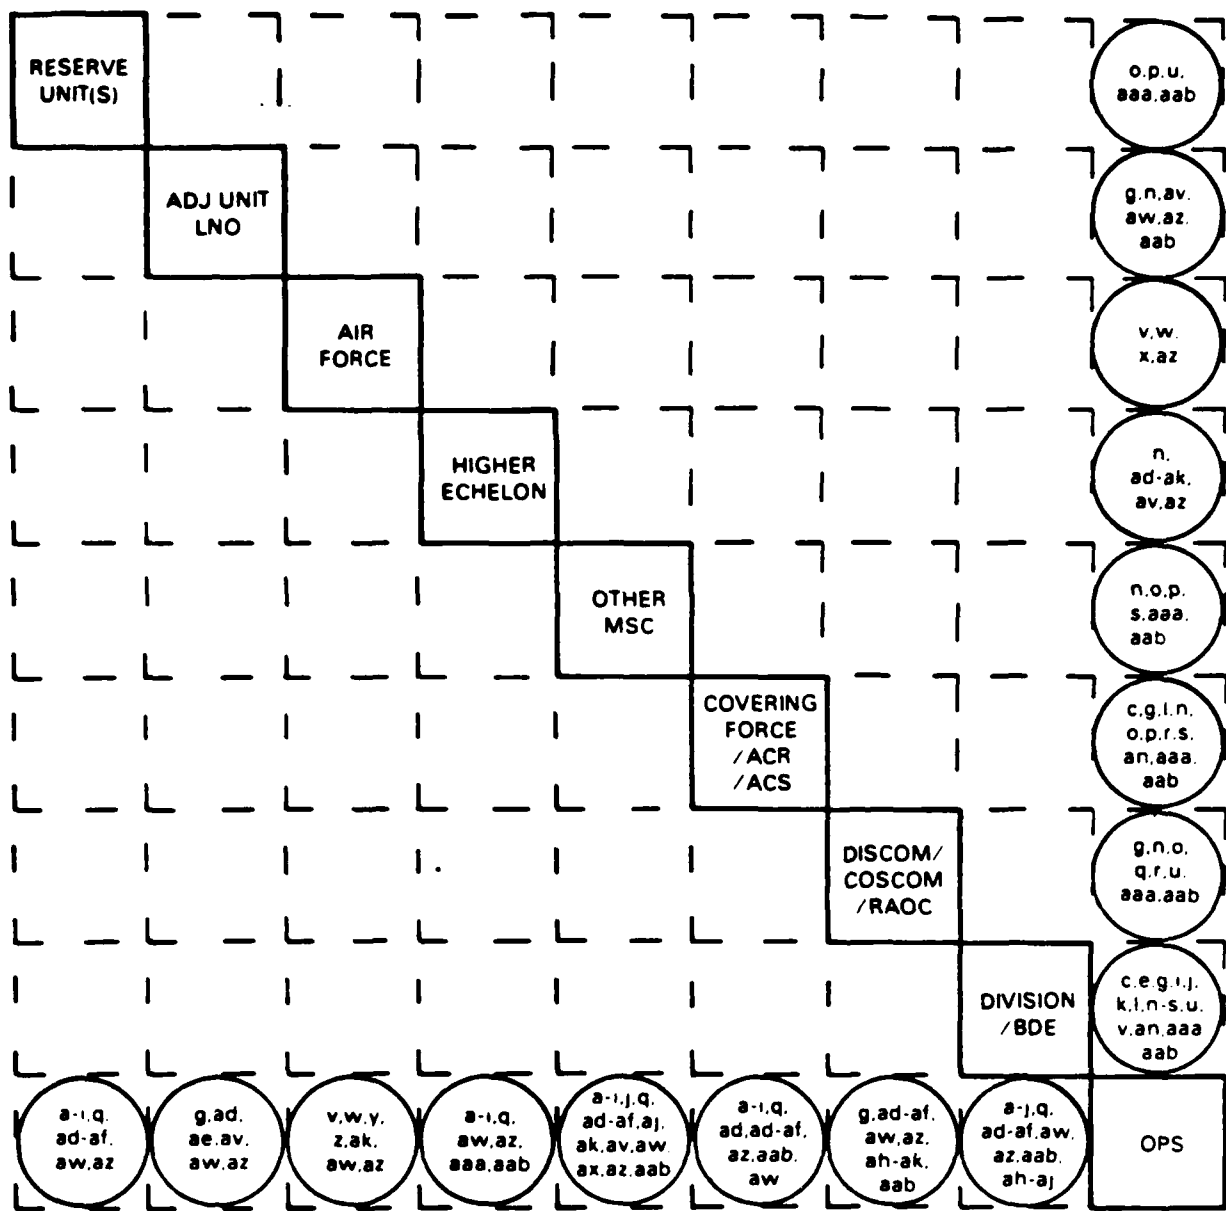 RESERVE
UNIT(S)
o.p.u,
aaa,aab
ADJ UNIT
LNO
g.n,av.
aw,az.
aab
AIR
FORCE
v,w.
x,az
HIGHER
ECHELON
n,
ad-ak,
av,az
OTHER
MSC
n,o,p.
s,aaa.
aab
COVERING
FORCE
/ACR
/ACS
c,g,l,n,
o,p,r,s,
an,aaa.
aab
DISCOM/
COSCOM
/RAOC
g,n,o,
q,r,u,
aaa,aab
DIVISION
/BDE
c,e,g,i,j,
k,l,n-s,u,
v,an,aaa
aab
a-i,q.
ad-af,
aw,az
g,ad,
ae,av,
aw,az
v,w,y,
z,ak,
aw,az
a-i,q,
aw,az,
aaa,aab
a-i,j,q,
ad-af,aj,
ak,av,aw,
ax,az,aab
a-i,q,
ad,ad-af,
az,aab.
aw
g,ad-af,
aw,az,
ah-ak,
aab
a-j,q,
ad-af,aw,
az,aab,
ah-aj
OPS